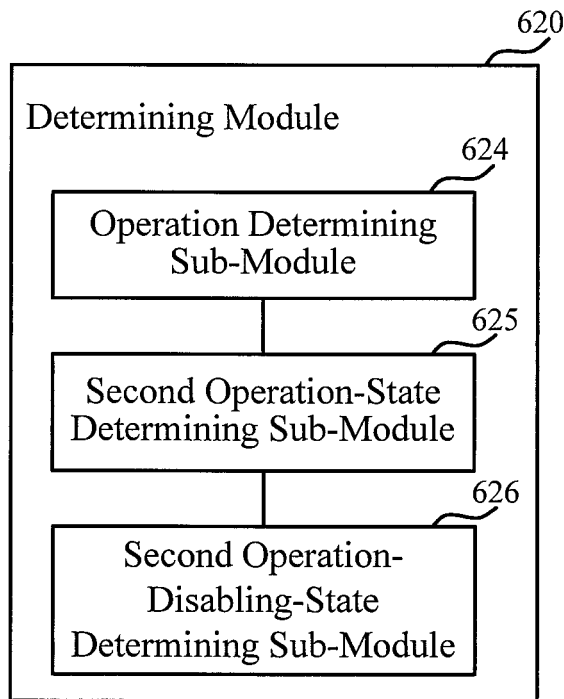 620
Determining Module
624
Operation Determining
Sub-Module
625
Second Operation-State
Determining Sub-Module
626
Second Operation-
Disabling-State
Determining Sub-Module